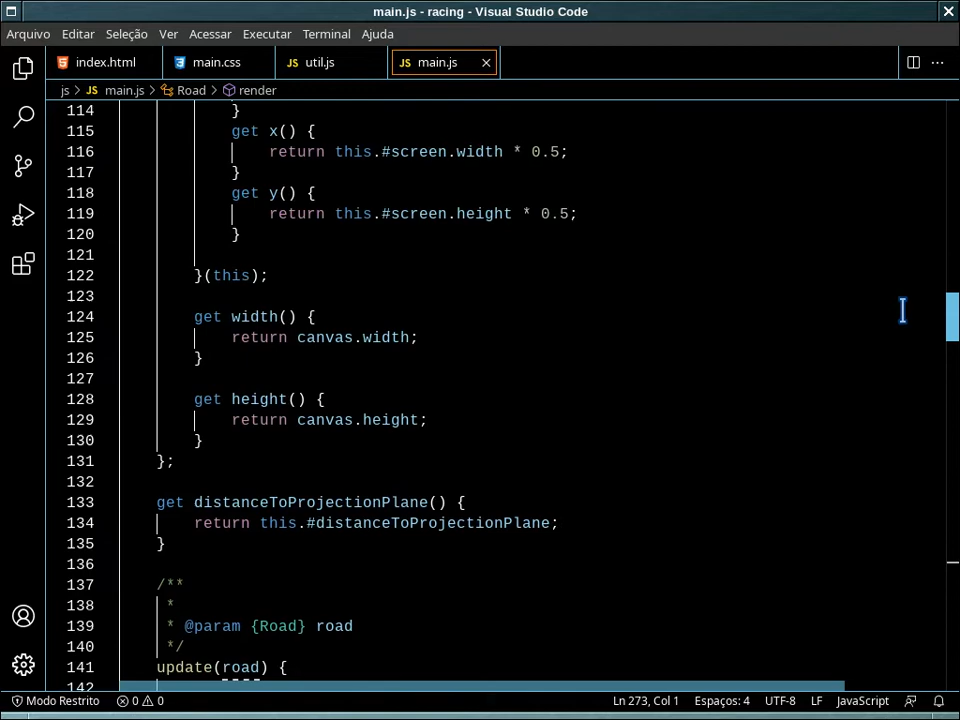 main.js - racing - Visual Studio Code
Arquivo Editar Seleção Ver Acessar Executar Terminal Ajuda
index.html main.css JS util.js JS main.js
js > JS main.js > Road > render
114 }
115 get x() {
116 return this.#screen.width * 0.5;
117 }
118 get y() {
119 return this.#screen.height * 0.5;
120 }
121
122 }(this);
123
124 get width() {
125 return canvas.width;
126 }
127
128 get height() {
129 return canvas.height;
130 }
131 };
132
133 get distanceToProjectionPlane() {
134 return this.#distanceToProjectionPlane;
135 }
136
137 /**
138 *
139 * @param {Road} road
140 */
141 update(road) {
142
Modo Restrito 0 0 Ln 273, Col 1 Espaços: 4 UTF-8 LF JavaScript